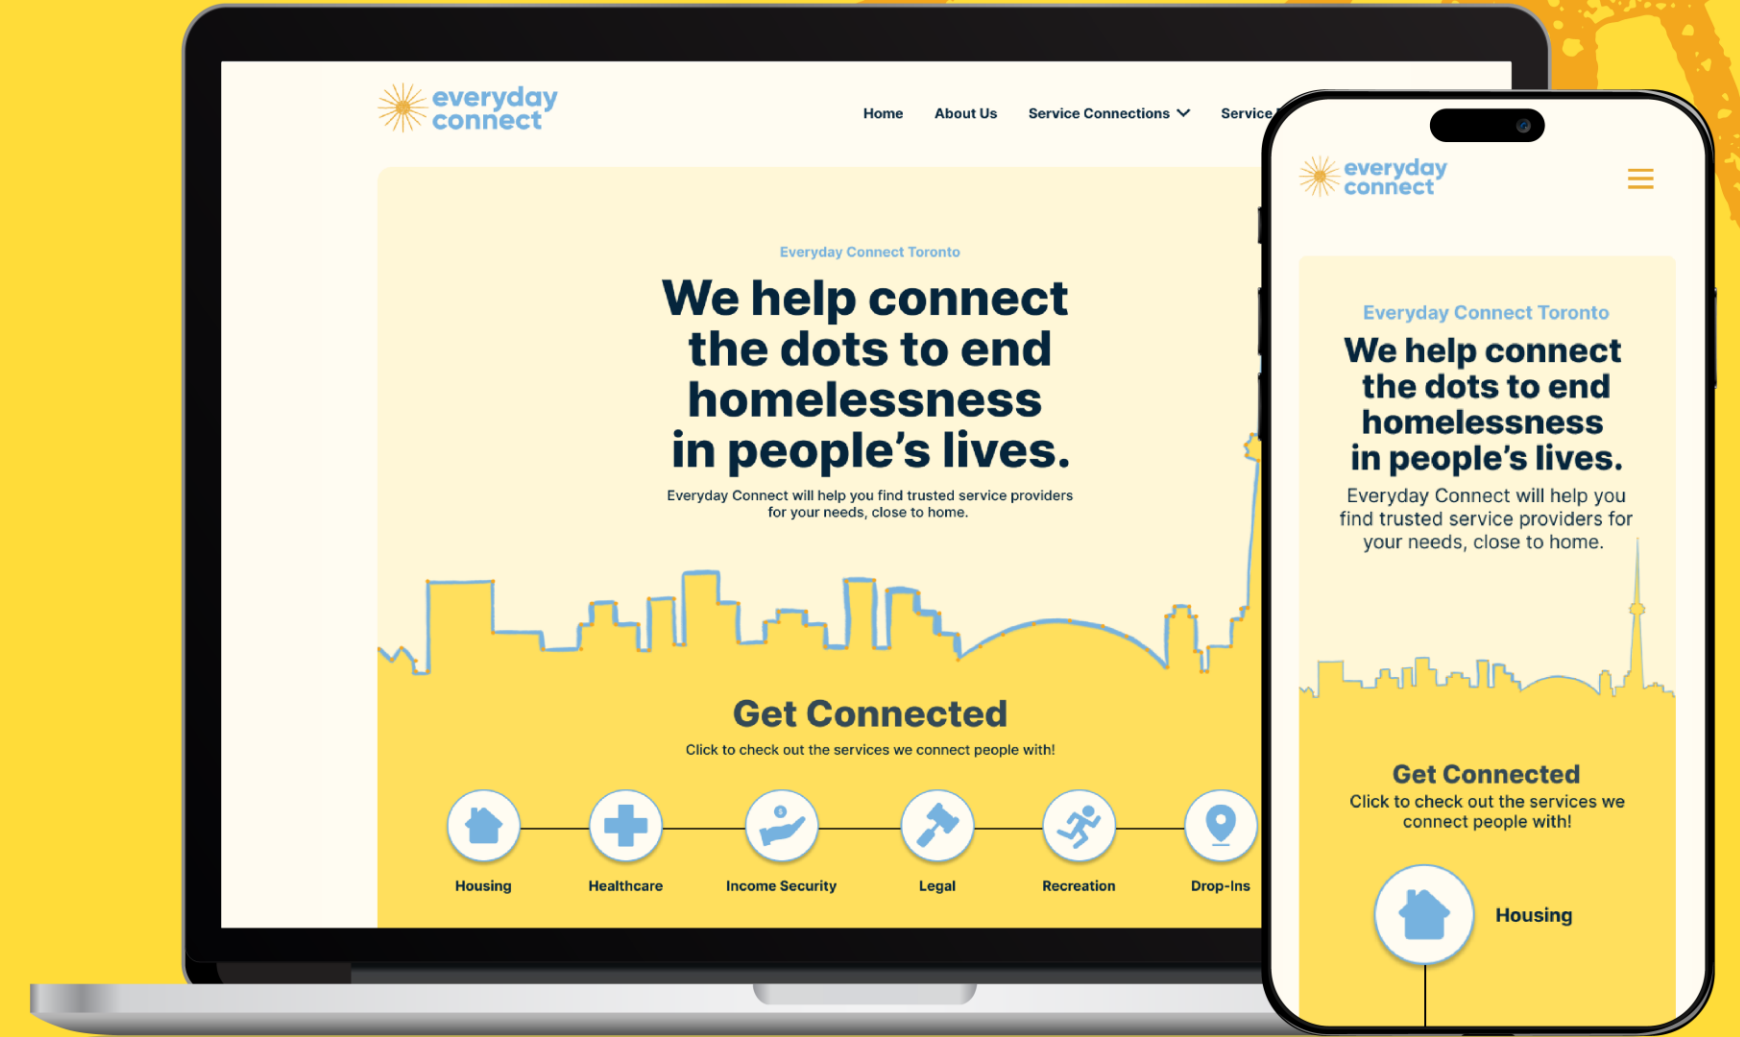 everyday
connect
Home About Us Service Connections Service
Everyday Connect Toronto
We help connect
the dots to end
homelessness
in people's lives.
Everyday Connect will help you find trusted service providers
for your needs, close to home.
Get Connected
Click to check out the services we connect people with!
Housing Healthcare Income Security Legal Recreation Drop-Ins
everyday
connect
Everyday Connect Toronto
We help connect
the dots to end
homelessness
in people's lives.
Everyday Connect will help you
find trusted service providers for
your needs, close to home.
Get Connected
Click to check out the services we
connect people with!
Housing